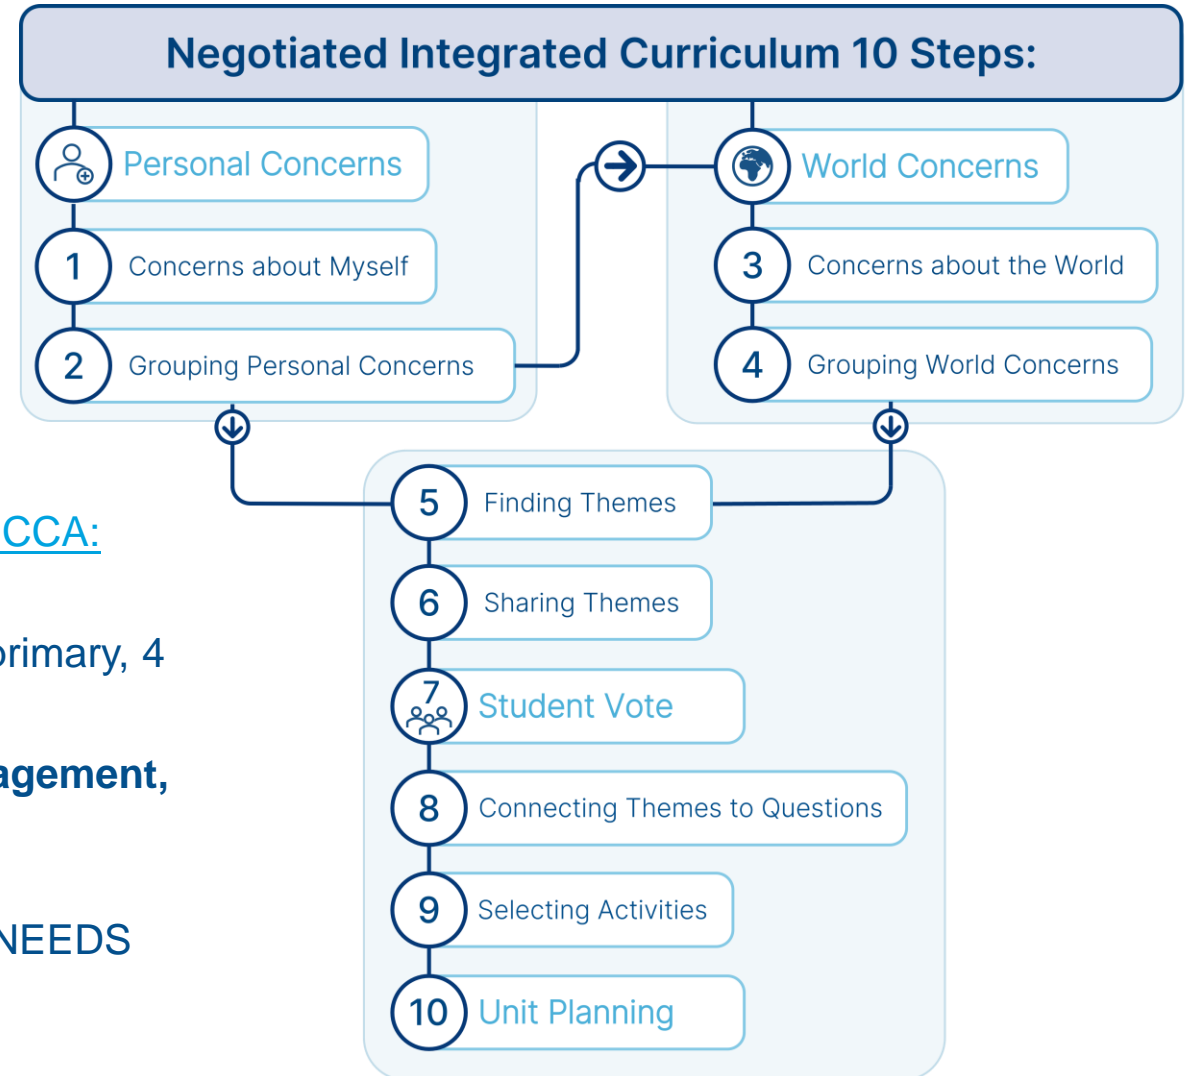 Negotiated Integrated Curriculum 10 Steps:
Personal Concerns
1 Concerns about Myself
2 Grouping Personal Concerns
World Concerns
3 Concerns about the World
4 Grouping World Concerns
5 Finding Themes
6 Sharing Themes
7 Student Vote
8 Connecting Themes to Questions
9 Selecting Activities
10 Unit Planning
CCA:
primary, 4
agement,
NEEDS